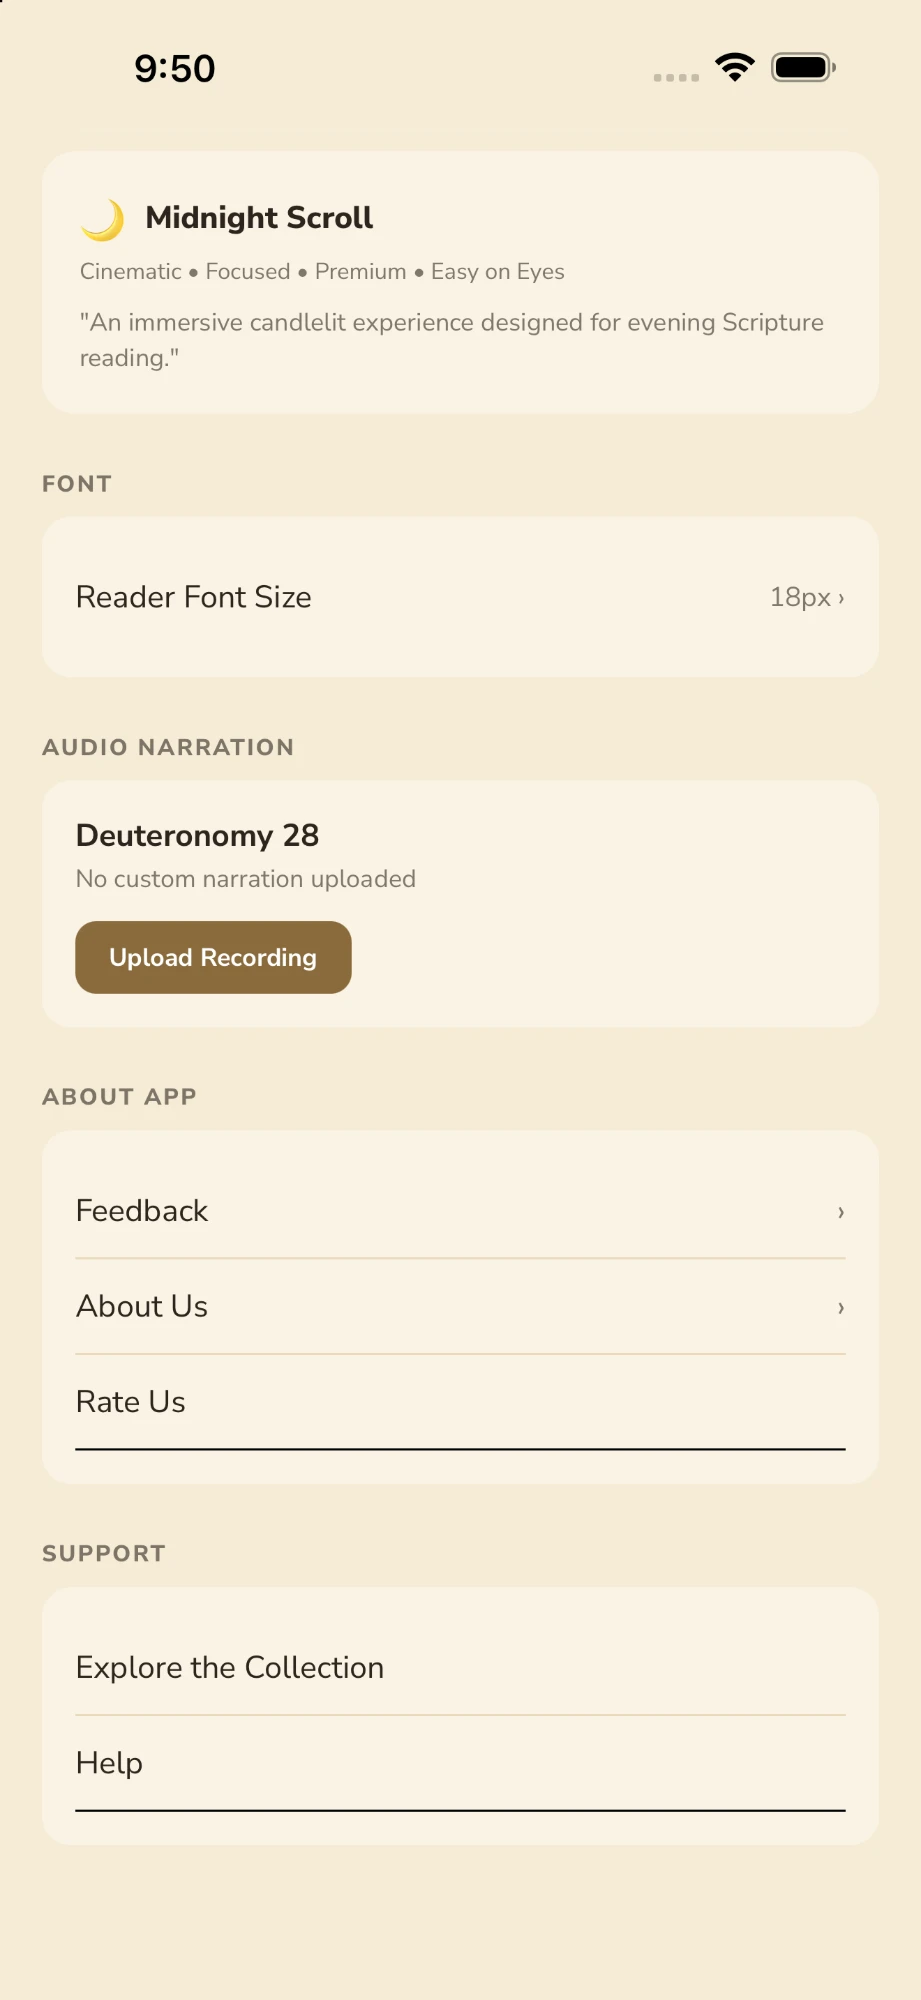 9:50
🌙 Midnight Scroll
Cinematic • Focused • Premium • Easy on Eyes
"An immersive candlelit experience designed for evening Scripture
reading."
FONT
Reader Font Size 18px ›
AUDIO NARRATION
Deuteronomy 28
No custom narration uploaded
Upload Recording
ABOUT APP
Feedback ›
About Us ›
Rate Us
SUPPORT
Explore the Collection
Help